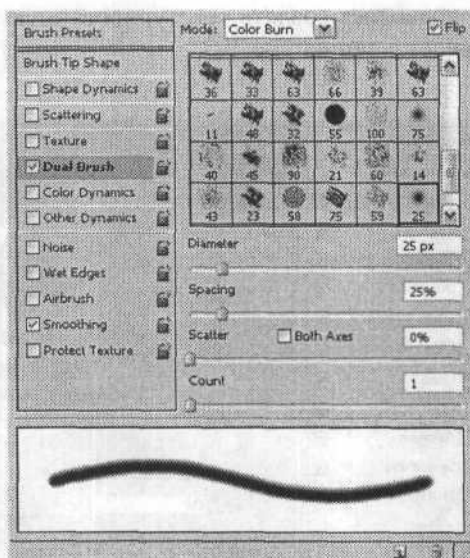 Brush Presets
Brush Tip Shape
Shape Dynamics
Scattering
Texture
Dual Brush
Color Dynamics
Other Dynamics
Noise
Wet Edges
Airbrush
Smoothing
Protect Texture
Mode: Color Burn Flip
36 33 63 66 39 63
11 48 32 55 100 75
40 45 90 21 60 14
43 23 58 75 59 25
Diameter 25 px
Spacing 25%
Scatter Both Axes 0%
Count 1